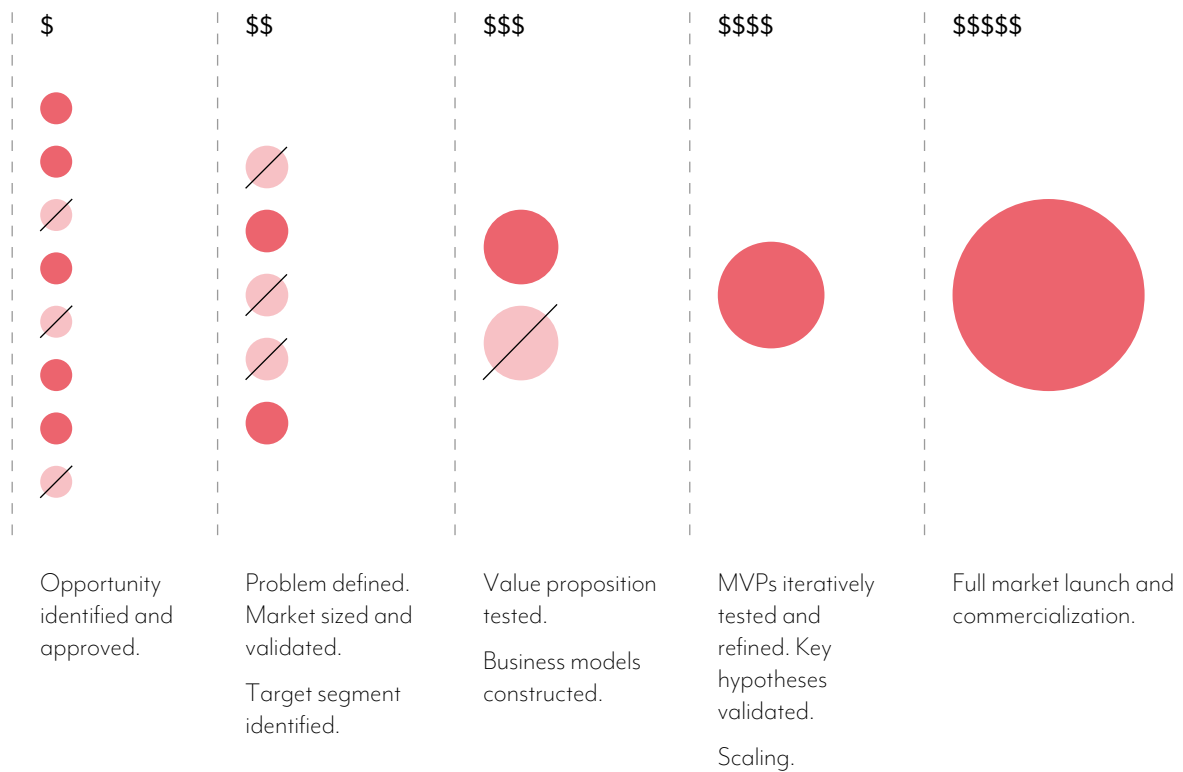 $
$$
$$$
$$$$
$$$$$
Opportunity
identified and
approved.
Problem defined.
Market sized and
validated.
Target segment
identified.
Value proposition
tested.
Business models
constructed.
MVPs iteratively
tested and
refined. Key
hypotheses
validated.
Scaling.
Full market launch and
commercialization.